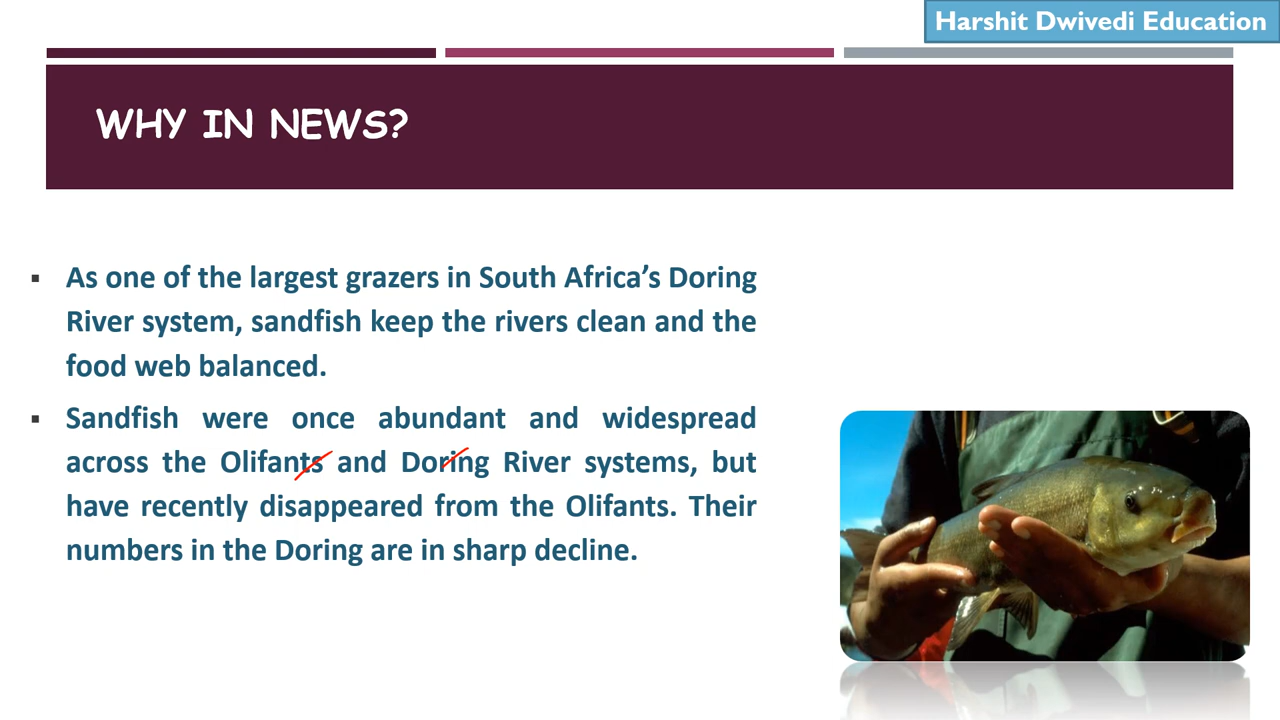 Harshit Dwivedi Education
WHY IN NEWS?
▪ As one of the largest grazers in South Africa’s Doring
River system, sandfish keep the rivers clean and the
food web balanced.
▪ Sandfish were once abundant and widespread
across the Olifants and Doring River systems, but
have recently disappeared from the Olifants. Their
numbers in the Doring are in sharp decline.